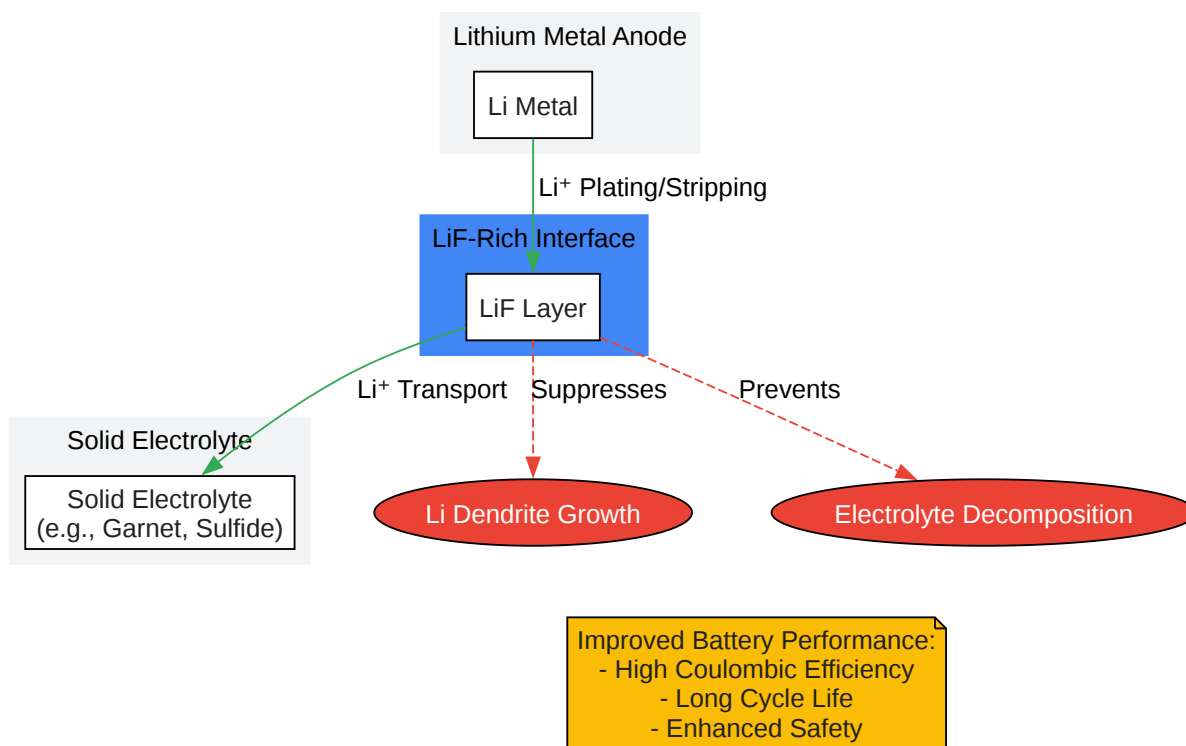 Lithium Metal Anode
Li Metal
Li⁺ Plating/Stripping
LiF-Rich Interface
LiF Layer
Li⁺ Transport
Suppresses
Prevents
Solid Electrolyte
Solid Electrolyte
(e.g., Garnet, Sulfide)
Li Dendrite Growth
Electrolyte Decomposition
Improved Battery Performance:
- High Coulombic Efficiency
- Long Cycle Life
- Enhanced Safety